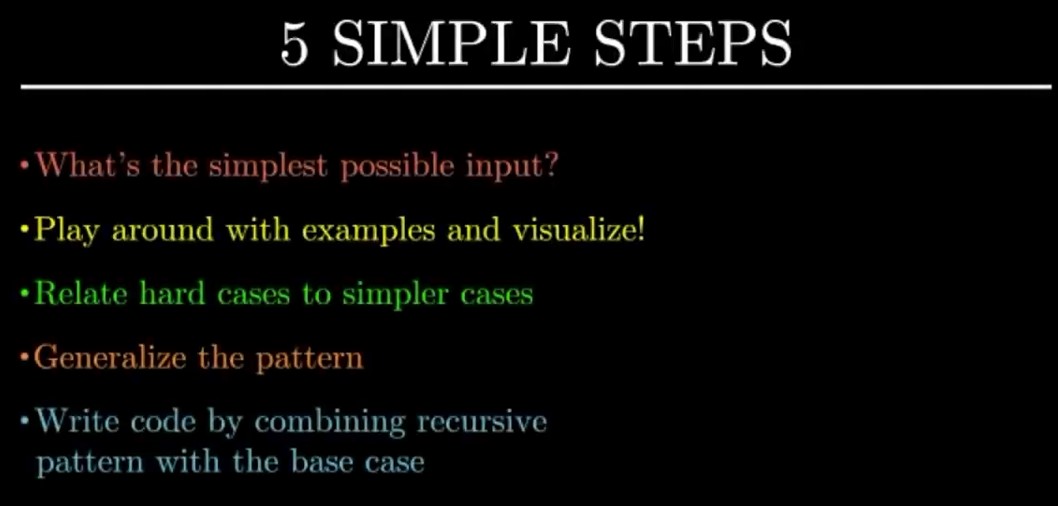 5 SIMPLE STEPS
•What's the simplest possible input?
•Play around with examples and visualize!
•Relate hard cases to simpler cases
•Generalize the pattern
•Write code by combining recursive
pattern with the base case